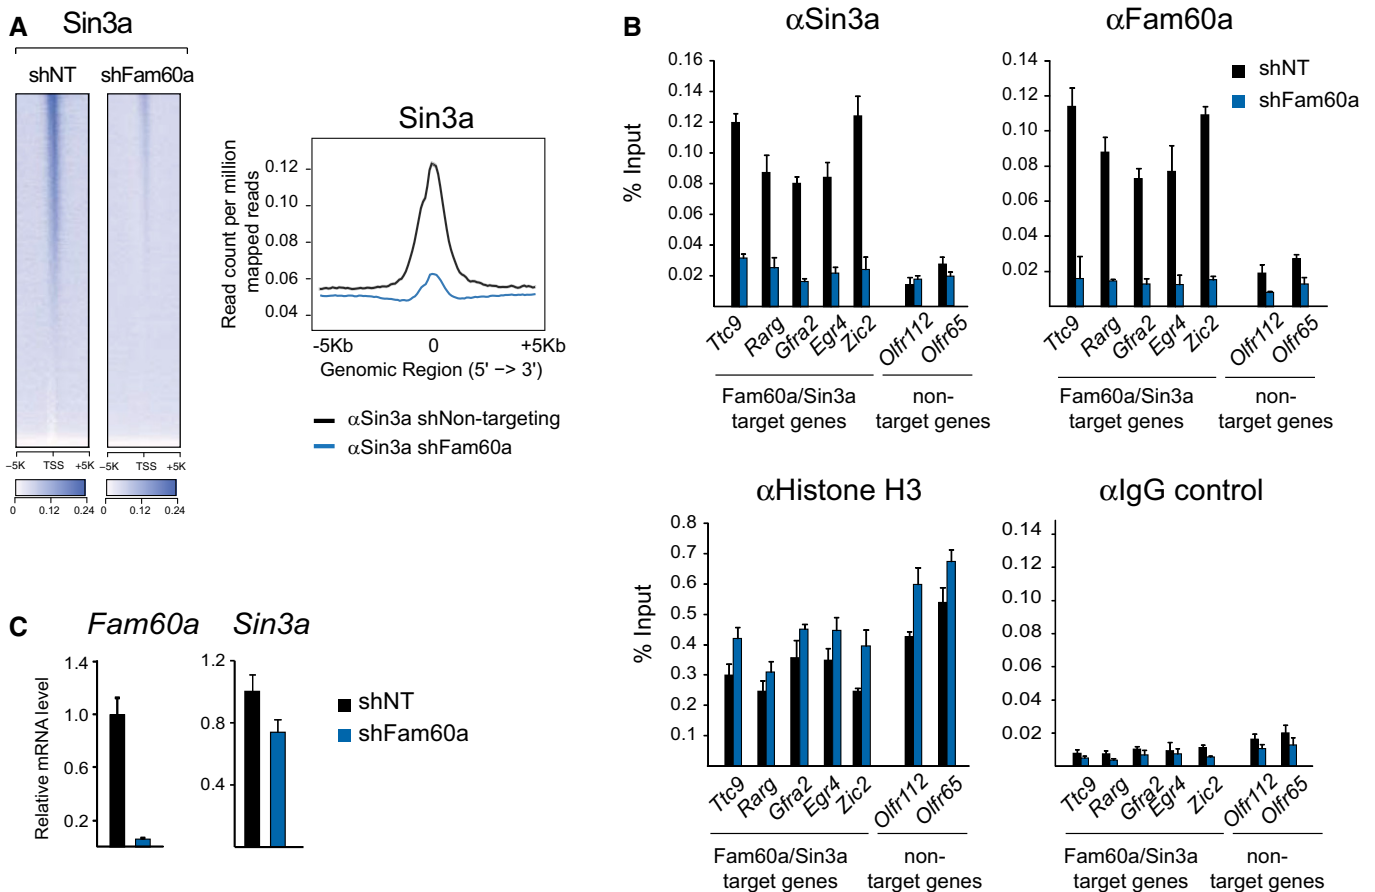 A
Sin3a
shNT
shFam60a
−5K
TSS
+5K
−5K
TSS
+5K
0
0.12
0.24
0
0.12
0.24
Sin3a
Read count per million
mapped reads
0.12
0.10
0.08
0.06
0.04
-5Kb
0
+5Kb
Genomic Region (5' −> 3')
αSin3a shNon-targeting
αSin3a shFam60a
B
αSin3a
% Input
0.16
0.14
0.12
0.10
0.08
0.06
0.04
0.02
Ttc9
Rarg
Gfra2
Egr4
Zic2
Olfr112
Olfr65
Fam60a/Sin3a
target genes
non-
target genes
αFam60a
shNT
shFam60a
0.14
0.12
0.10
0.08
0.06
0.04
0.02
Ttc9
Rarg
Gfra2
Egr4
Zic2
Olfr112
Olfr65
Fam60a/Sin3a
target genes
non-
target genes
αHistone H3
% Input
0.8
0.7
0.6
0.5
0.4
0.3
0.2
0.1
Ttc9
Rarg
Gfra2
Egr4
Zic2
Olfr112
Olfr65
Fam60a/Sin3a
target genes
non-
target genes
αIgG control
0.14
0.12
0.10
0.08
0.06
0.04
0.02
Ttc9
Rarg
Gfra2
Egr4
Zic2
Olfr112
Olfr65
Fam60a/Sin3a
target genes
non-
target genes
C
Fam60a
Relative mRNA level
1.4
1.0
0.6
0.2
Sin3a
1.2
0.8
0.4
shNT
shFam60a